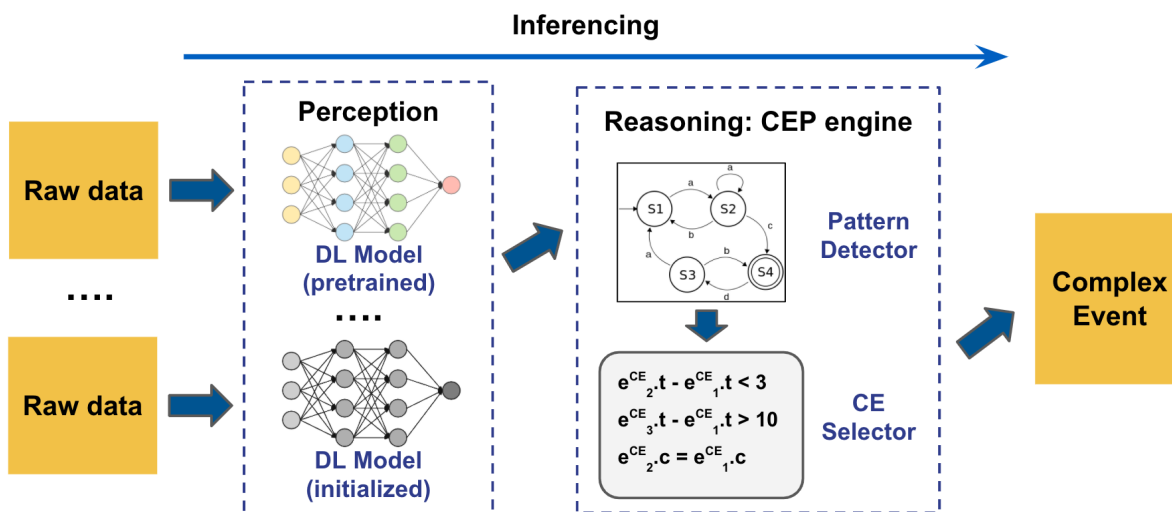 Inferencing
Raw data
....
Raw data
Perception
DL Model
(pretrained)
....
DL Model
(initialized)
Reasoning: CEP engine
a
a
S1
S2
b
c
a
b
S3
S4
d
Pattern
Detector
e^CE_2.t - e^CE_1.t < 3
e^CE_3.t - e^CE_1.t > 10
e^CE_2.c = e^CE_1.c
CE
Selector
Complex
Event